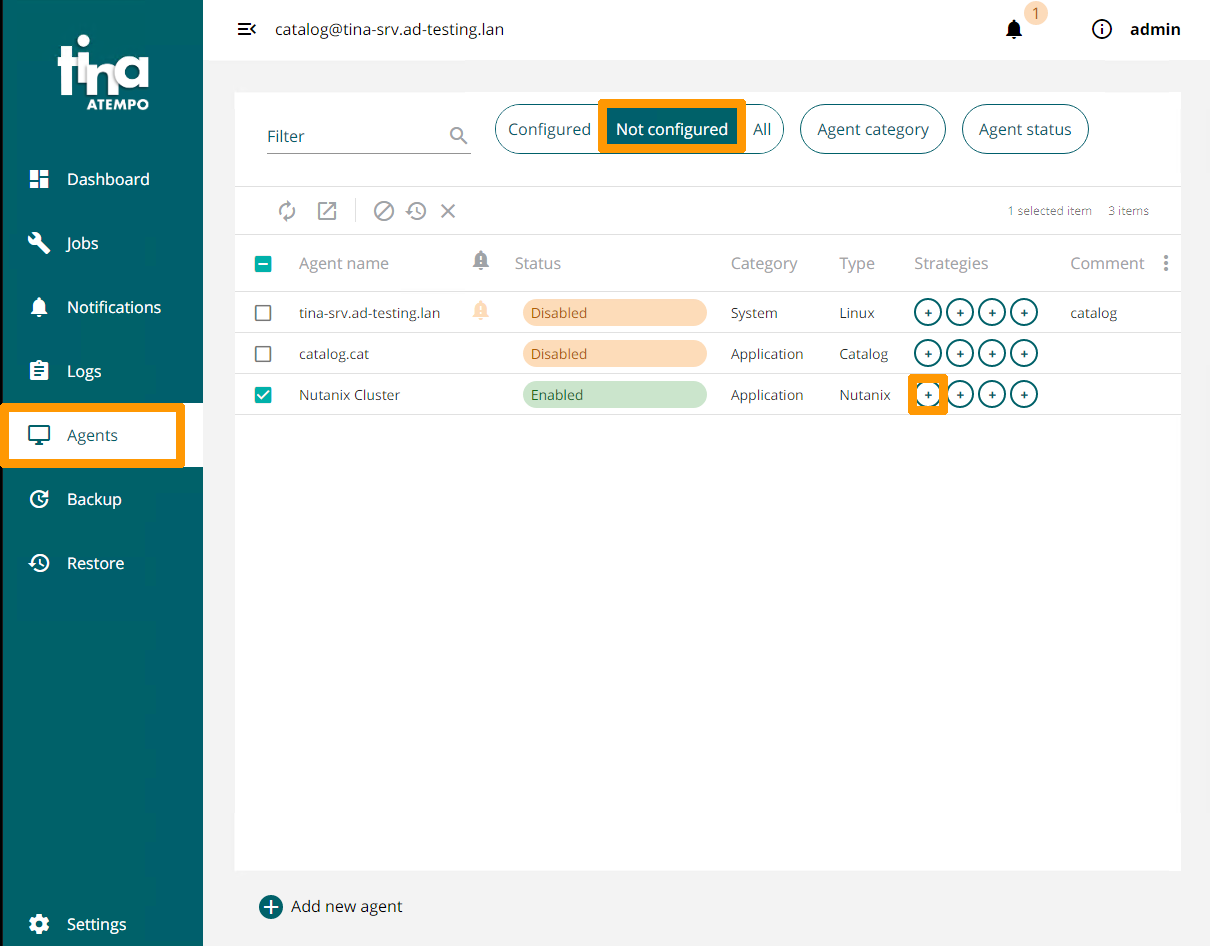 tina
ATEMPO
Dashboard
Jobs
Notifications
Logs
Agents
Backup
Restore
Settings
catalog@tina-srv.ad-testing.lan
1
admin
Filter
Configured Not configured All Agent category Agent status
1 selected item 3 items
Agent name Status Category Type Strategies Comment
tina-srv.ad-testing.lan Disabled System Linux + + + + catalog
catalog.cat Disabled Application Catalog + + + +
Nutanix Cluster Enabled Application Nutanix + + + +
Add new agent